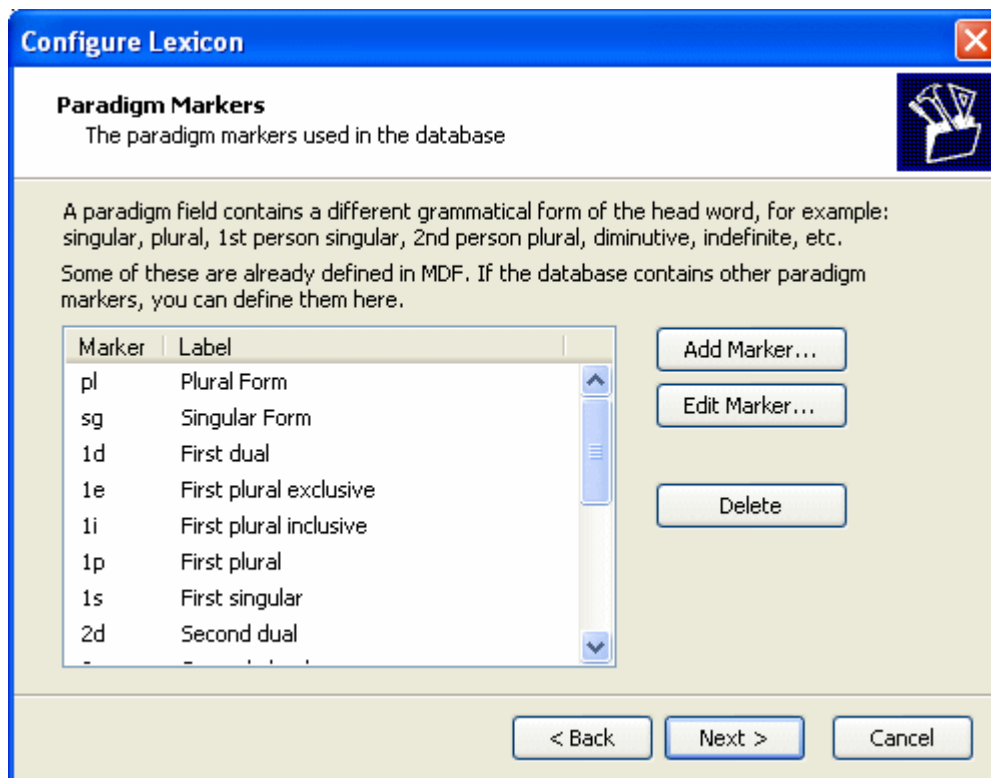 Configure Lexicon
Paradigm Markers
The paradigm markers used in the database
A paradigm field contains a different grammatical form of the head word, for example:
singular, plural, 1st person singular, 2nd person plural, diminutive, indefinite, etc.
Some of these are already defined in MDF. If the database contains other paradigm
markers, you can define them here.
Marker Label
pl Plural Form
sg Singular Form
1d First dual
1e First plural exclusive
1i First plural inclusive
1p First plural
1s First singular
2d Second dual
Add Marker...
Edit Marker...
Delete
< Back Next > Cancel